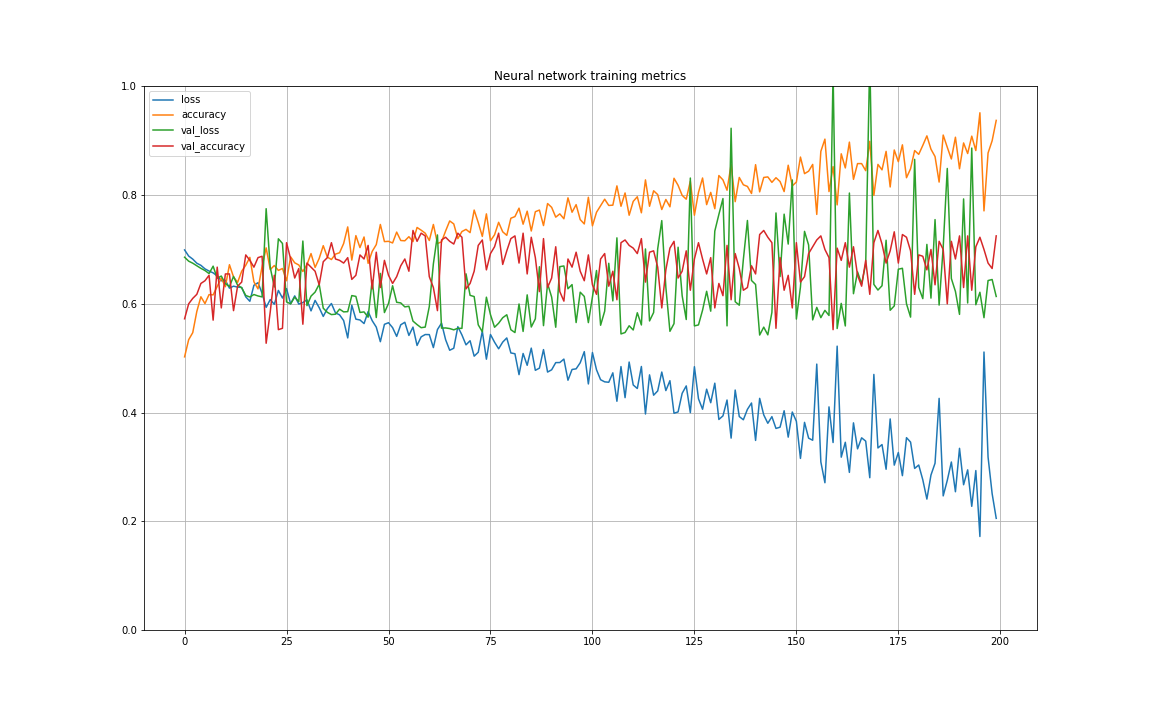 Neural network training metrics
1.0
0.8
0.6
0.4
0.2
0.0
loss
accuracy
val_loss
val_accuracy
0 25 50 75 100 125 150 175 200